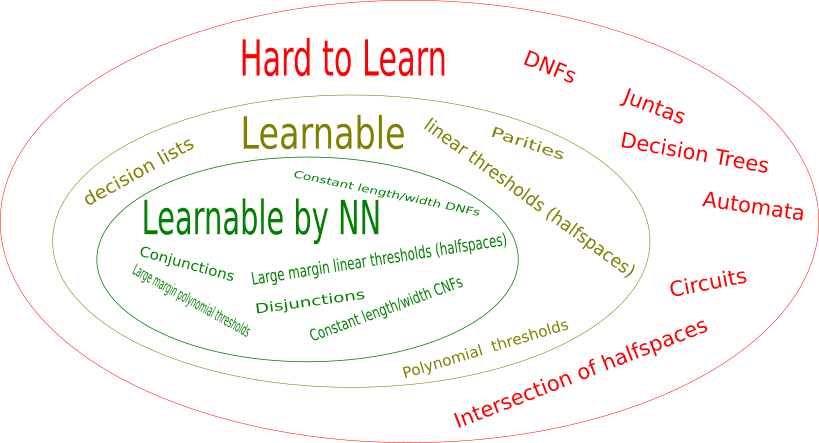 Hard to Learn
DNFs
Juntas
Decision Trees
Automata
Circuits
Intersection of halfspaces
Learnable
Parities
decision lists
linear thresholds (halfspaces)
Polynomial thresholds
Learnable by NN
Constant length/width DNFs
Conjunctions
Large margin linear thresholds (halfspaces)
Large margin polynomial thresholds
Disjunctions
Constant length/width CNFs